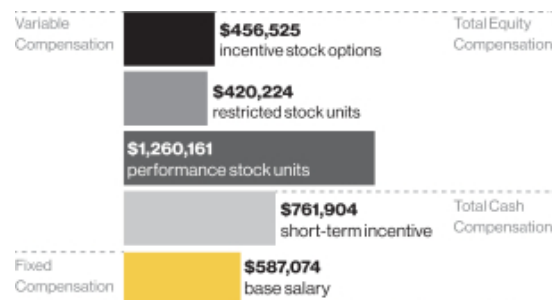 Variable
Compensation
$456,525
incentive stock options
Total Equity
Compensation
$420,224
restricted stock units
$1,260,161
performance stock units
$761,904
short-term incentive
Total Cash
Compensation
Fixed
Compensation
$587,074
base salary